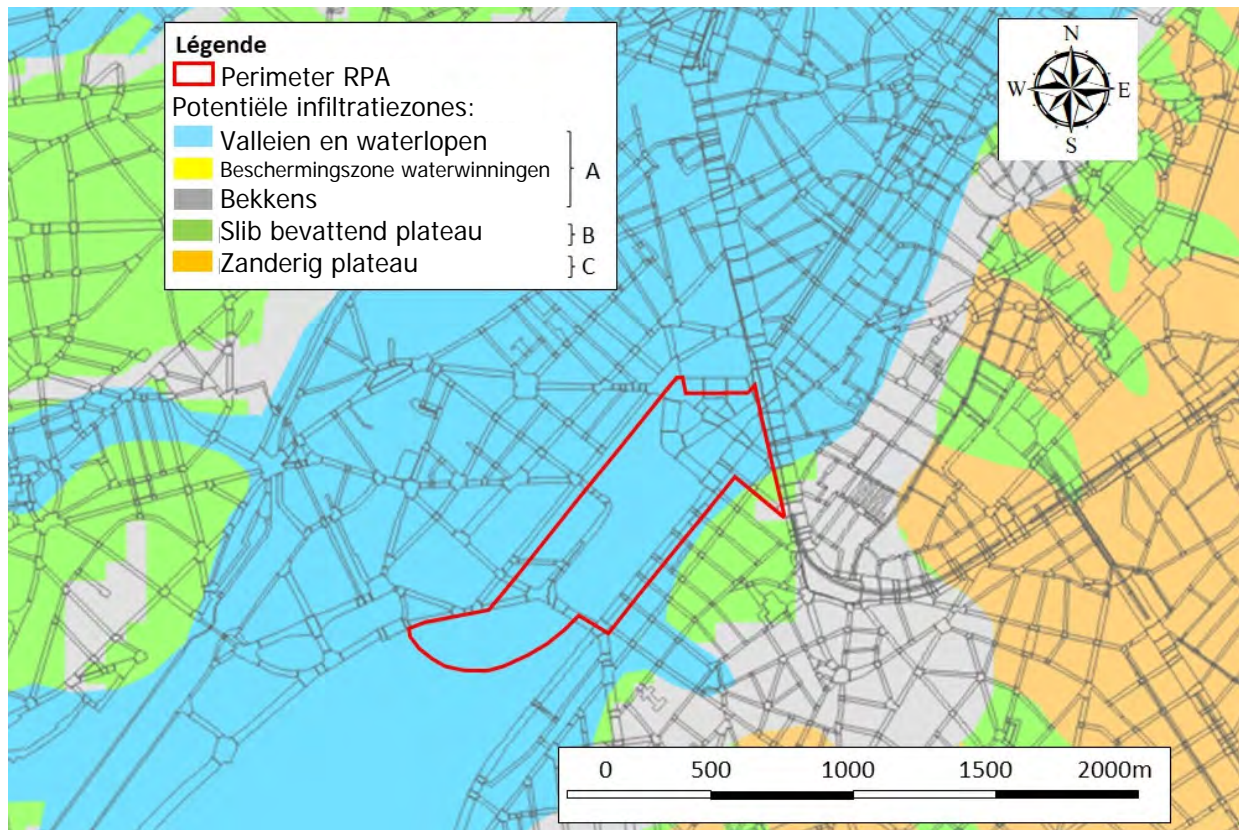 Légende
Perimeter RPA
Potentiële infiltratiezones:
Valleien en waterlopen
Beschermingszone waterwinningen
Bekkens
A
Slib bevattend plateau
B
Zanderig plateau
C
N
W E
S
0 500 1000 1500 2000m